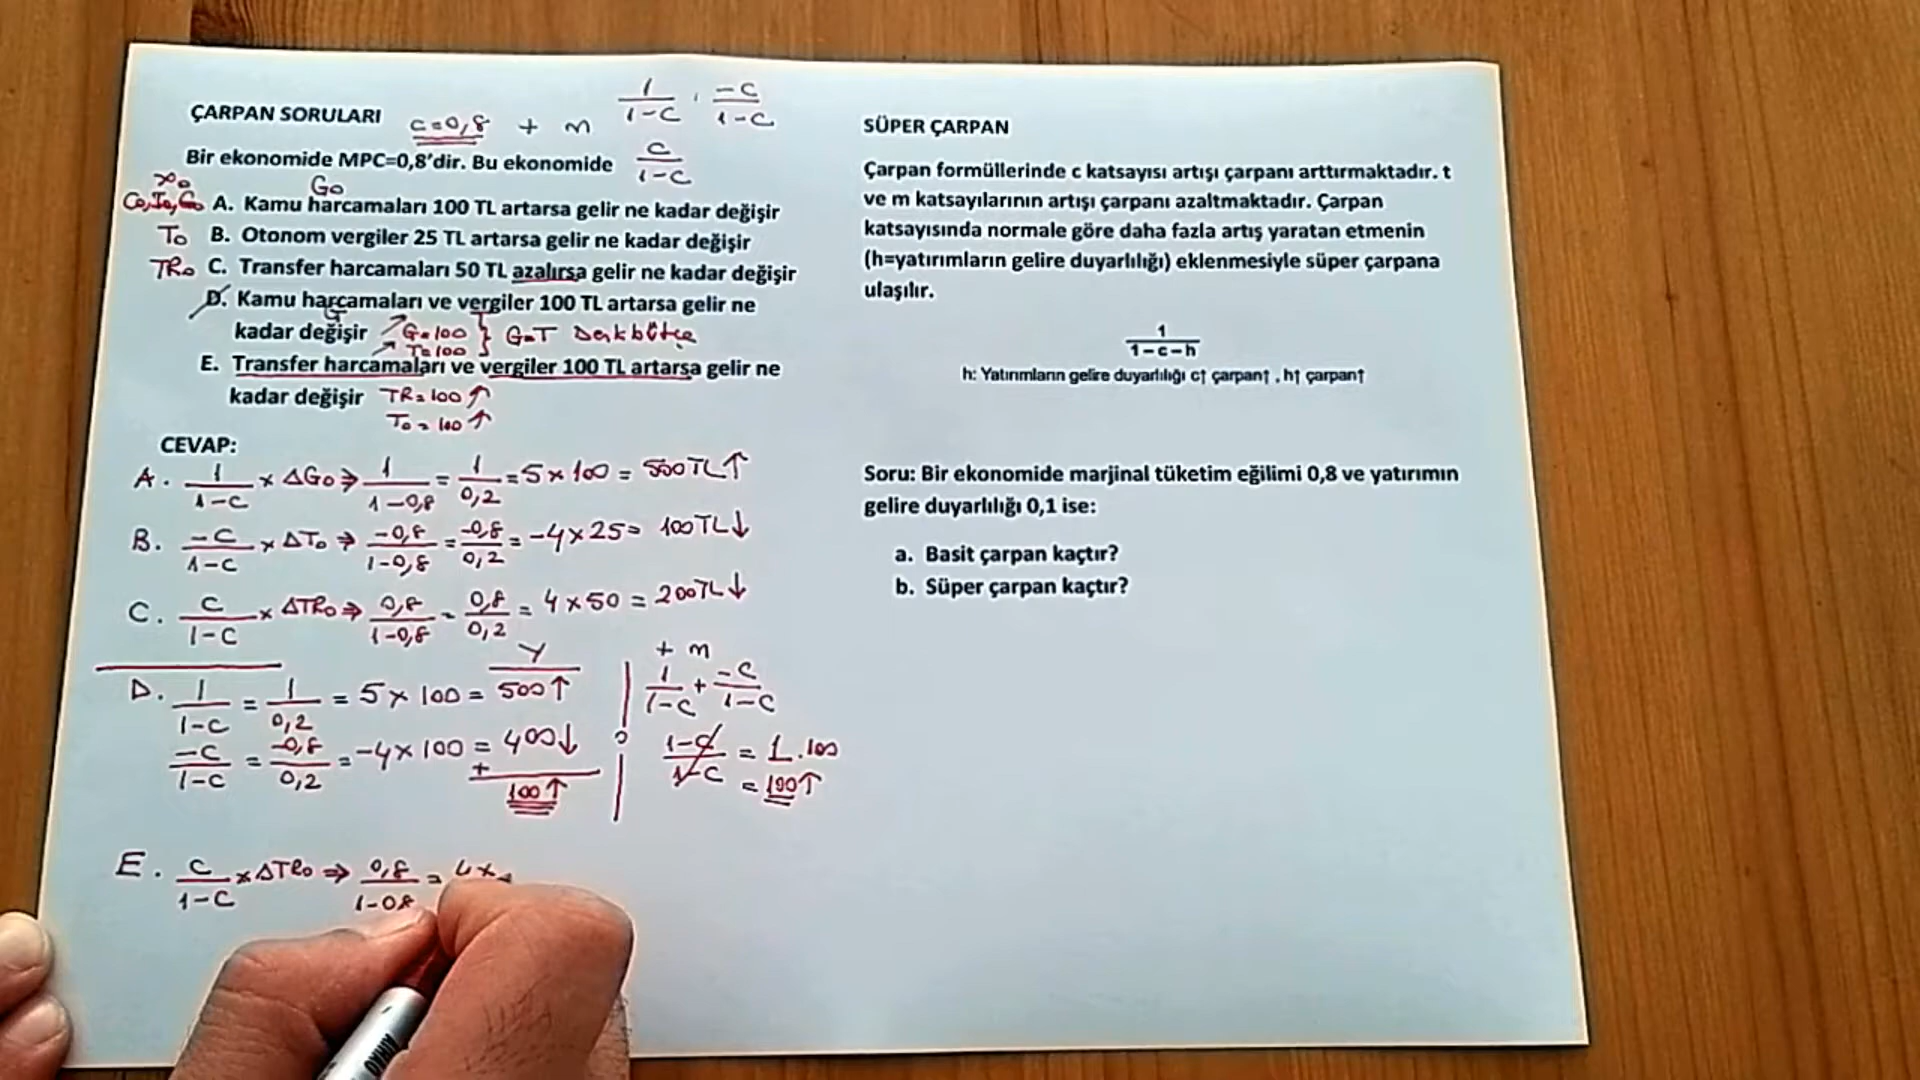 ÇARPAN SORULARI c=0,8 + m 1/1-C , -C/1-C
Bir ekonomide MPC=0,8'dir. Bu ekonomide C/1-C
X₀ G₀
C₀, I₀, G₀ A. Kamu harcamaları 100 TL artarsa gelir ne kadar değişir
T₀ B. Otonom vergiler 25 TL artarsa gelir ne kadar değişir
TR₀ C. Transfer harcamaları 50 TL azalırsa gelir ne kadar değişir
D. Kamu harcamaları ve vergiler 100 TL artarsa gelir ne
G T
kadar değişir G=100 } G=T Denk bütçe
T=100
E. Transfer harcamaları ve vergiler 100 TL artarsa gelir ne
kadar değişir TR=100 ↑
T₀=100 ↑
CEVAP:
A. 1/1-C × ΔG₀ ⇒ 1/1-0,8 = 1/0,2 = 5×100 = 500TL↑
B. -C/1-C × ΔT₀ ⇒ -0,8/1-0,8 = -0,8/0,2 = -4×25= 100TL↓
C. C/1-C × ΔTR₀ ⇒ 0,8/1-0,8 = 0,8/0,2 = 4×50 = 200TL↓
Y
D. 1/1-C = 1/0,2 = 5×100 = 500↑
-C/1-C = -0,8/0,2 = -4×100 = 400↓
+
100↑
+ m
1/1-C + -C/1-C
1-C/1-C = 1.100
= 100↑
E. C/1-C × ΔTR₀ ⇒ 0,8/1-0,8 = 4×
SÜPER ÇARPAN
Çarpan formüllerinde c katsayısı artışı çarpanı arttırmaktadır. t
ve m katsayılarının artışı çarpanı azaltmaktadır. Çarpan
katsayısında normale göre daha fazla artış yaratan etmenin
(h=yatırımların gelire duyarlılığı) eklenmesiyle süper çarpana
ulaşılır.
1/1-c-h
h: Yatırımların gelire duyarlılığı c↑ çarpan↑ , h↑ çarpan↑
Soru: Bir ekonomide marjinal tüketim eğilimi 0,8 ve yatırımın
gelire duyarlılığı 0,1 ise:
a. Basit çarpan kaçtır?
b. Süper çarpan kaçtır?